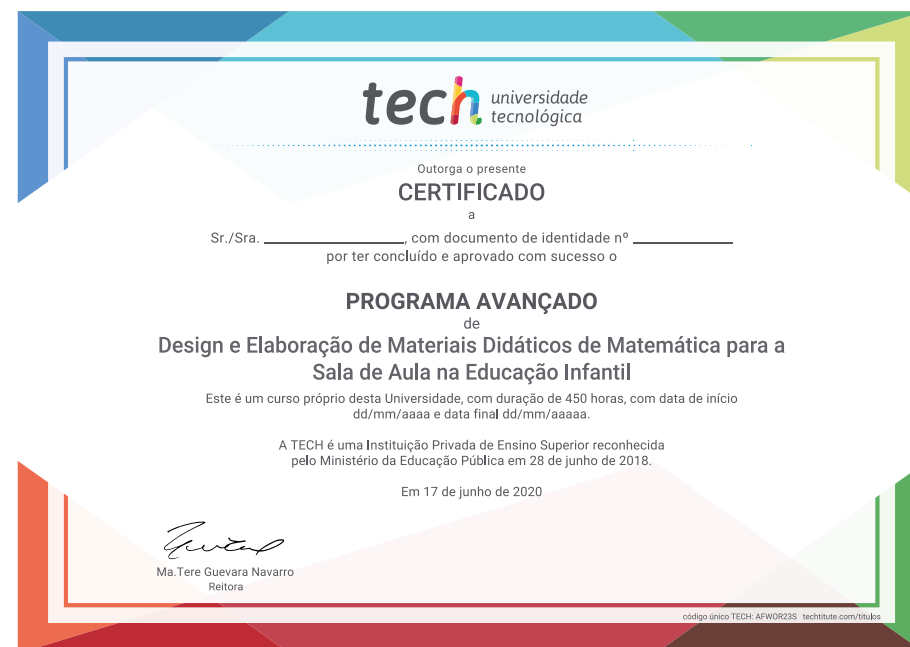 tech universidade
tecnológica
Outorga o presente
CERTIFICADO
a
Sr./Sra. ____________________, com documento de identidade nº ______________
por ter concluído e aprovado com sucesso o
PROGRAMA AVANÇADO
de
Design e Elaboração de Materiais Didáticos de Matemática para a
Sala de Aula na Educação Infantil
Este é um curso próprio desta Universidade, com duração de 450 horas, com data de início
dd/mm/aaaa e data final dd/mm/aaaaa.
A TECH é uma Instituição Privada de Ensino Superior reconhecida
pelo Ministério da Educação Pública em 28 de junho de 2018.
Em 17 de junho de 2020
Ma.Tere Guevara Navarro
Reitora
código único TECH: AFWOR23S techtitute.com/titulos